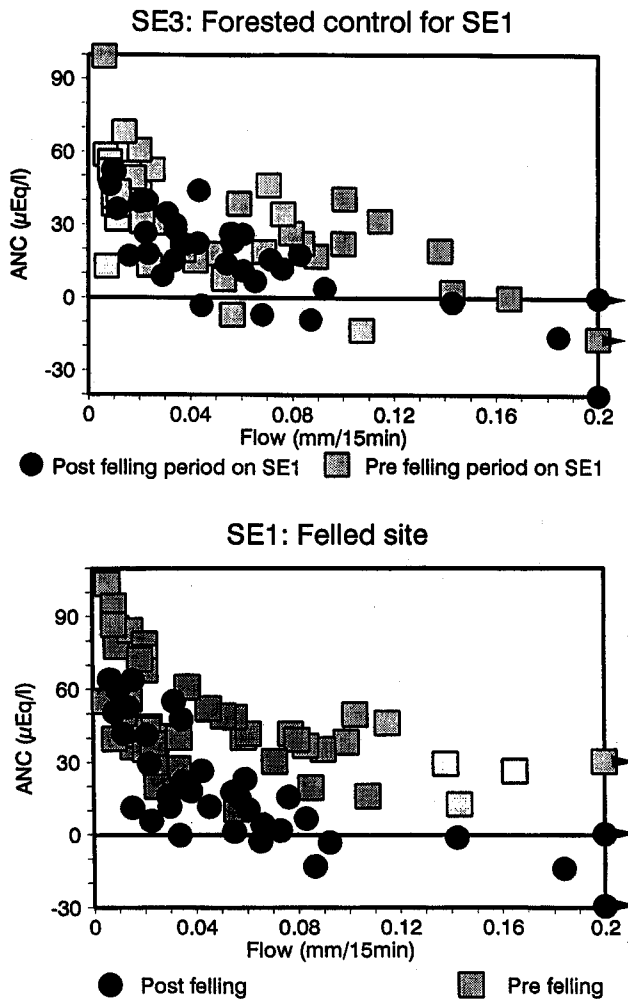 SE3: Forested control for SE1
90
60
30
0
-30
ANC (µEq/l)
0 0.04 0.08 0.12 0.16 0.2
Flow (mm/15min)
Post felling period on SE1 Pre felling period on SE1
SE1: Felled site
90
60
30
0
-30
ANC (µEq/l)
0 0.04 0.08 0.12 0.16 0.2
Flow (mm/15min)
Post felling Pre felling